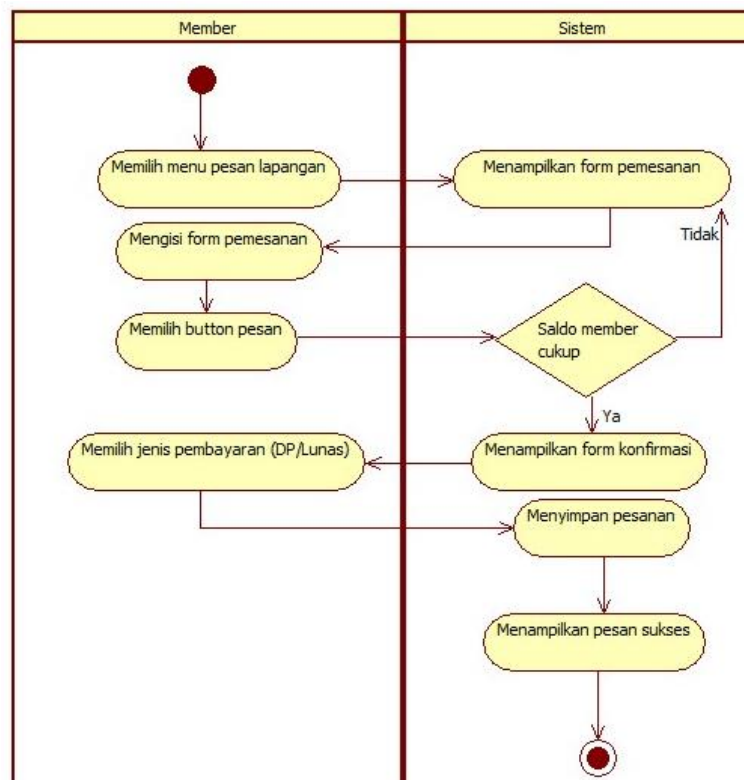 Member
Sistem
Memilih menu pesan lapangan
Menampilkan form pemesanan
Mengisi form pemesanan
Tidak
Memilih button pesan
Saldo member
cukup
Ya
Memilih jenis pembayaran (DP/Lunas)
Menampilkan form konfirmasi
Menyimpan pesanan
Menampilkan pesan sukses